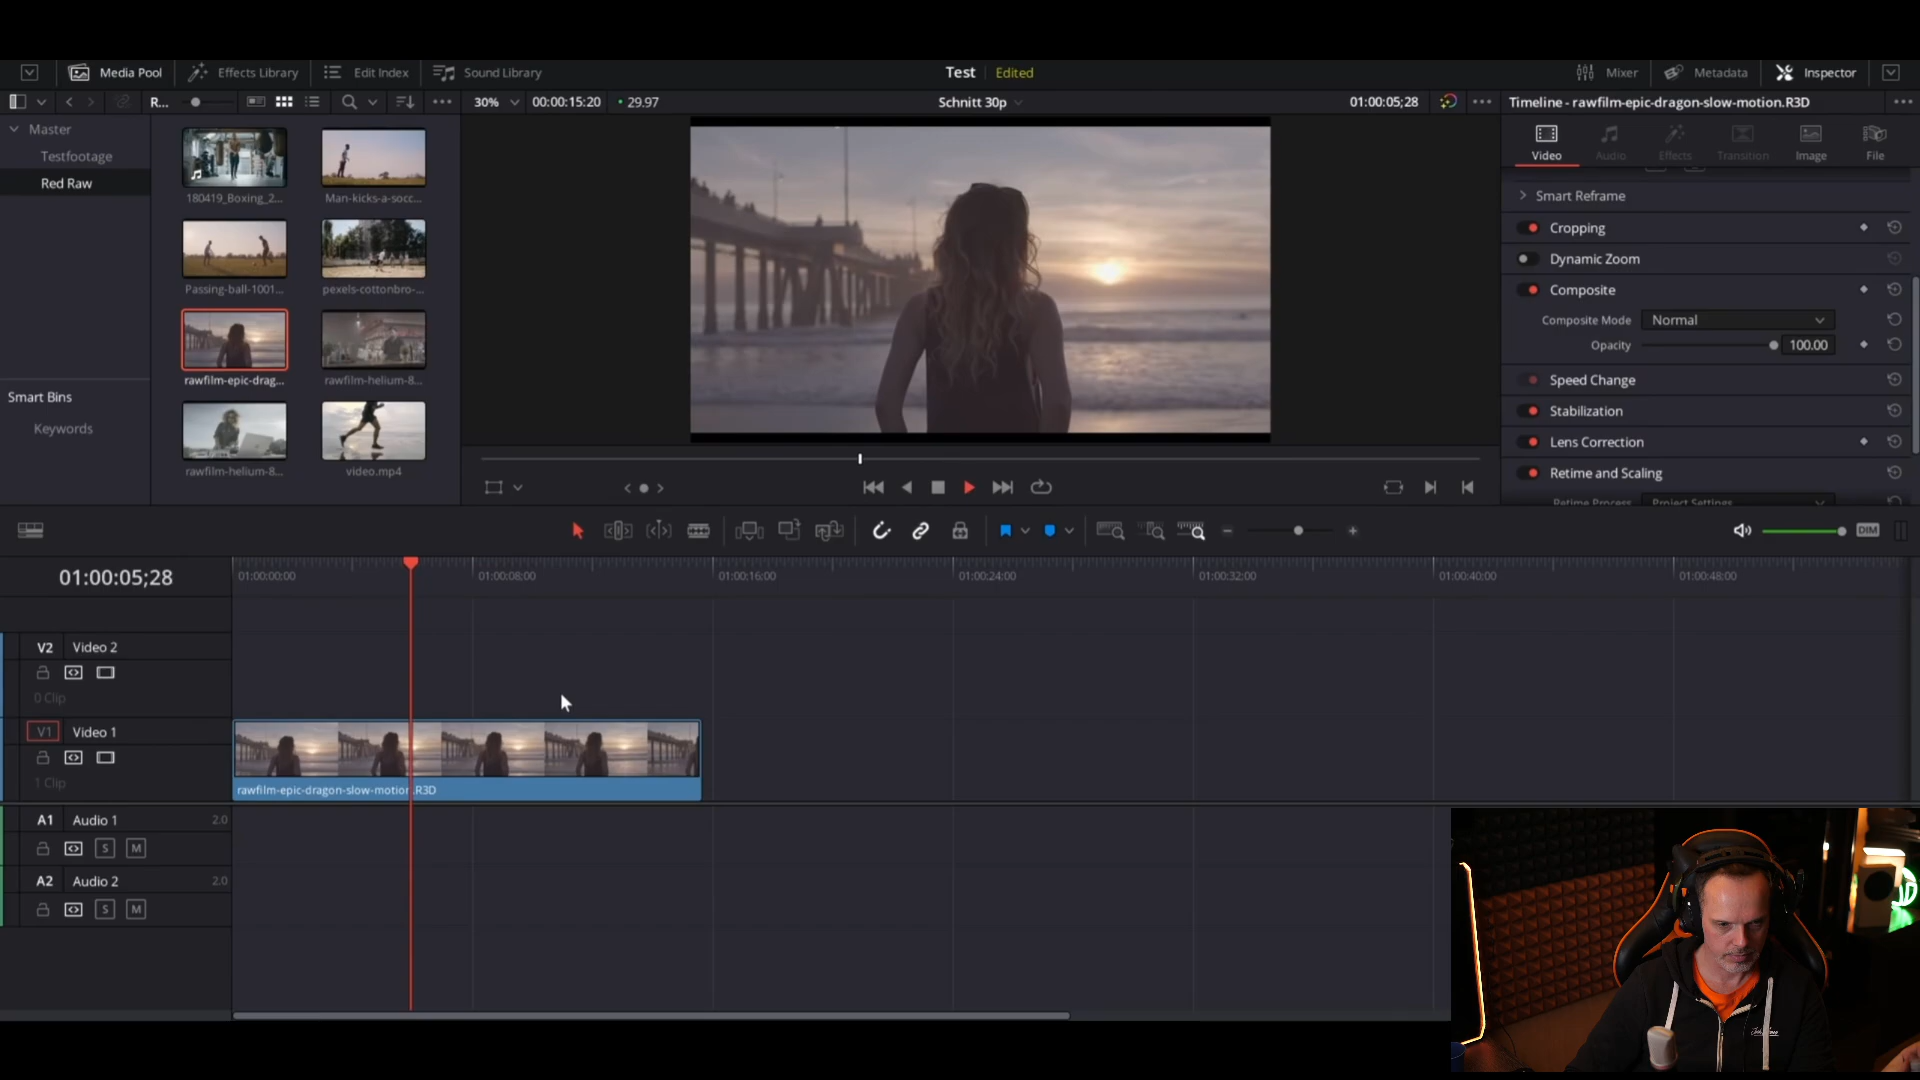 Media Pool Effects Library Edit Index Sound Library Test Edited Mixer Metadata Inspector
R... 30% 00:00:15:20 29.97 Schnitt 30p 01:00:05;28 Timeline - rawfilm-epic-dragon-slow-motion.R3D
Master
Testfootage
Red Raw
180419_Boxing_2... Man-kicks-a-socc...
Passing-ball-1001... pexels-cottonbro-...
rawfilm-epic-drag... rawfilm-helium-8...
rawfilm-helium-8... video.mp4
Smart Bins
Keywords
Video Audio Effects Transition Image File
Smart Reframe
Cropping
Dynamic Zoom
Composite
Composite Mode Normal
Opacity 100.00
Speed Change
Stabilization
Lens Correction
Retime and Scaling
Retime Process Project Settings
DIM
01:00:05;28 01:00:00:00 01:00:08:00 01:00:16:00 01:00:24:00 01:00:32:00 01:00:40:00 01:00:48:00
V2 Video 2
0 Clip
V1 Video 1
1 Clip
rawfilm-epic-dragon-slow-motion.R3D
A1 Audio 1 2.0
S M
A2 Audio 2 2.0
S M